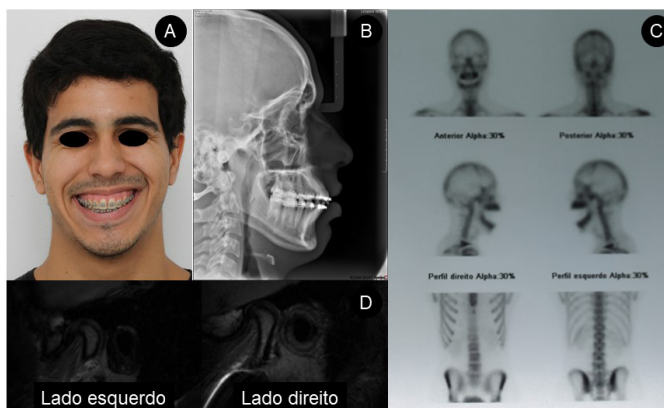 A
B
C
Anterior Alpha:30%
Posterior Alpha:30%
Perfil direito Alpha:30%
Perfil esquerdo Alpha:30%
D
Lado esquerdo
Lado direito